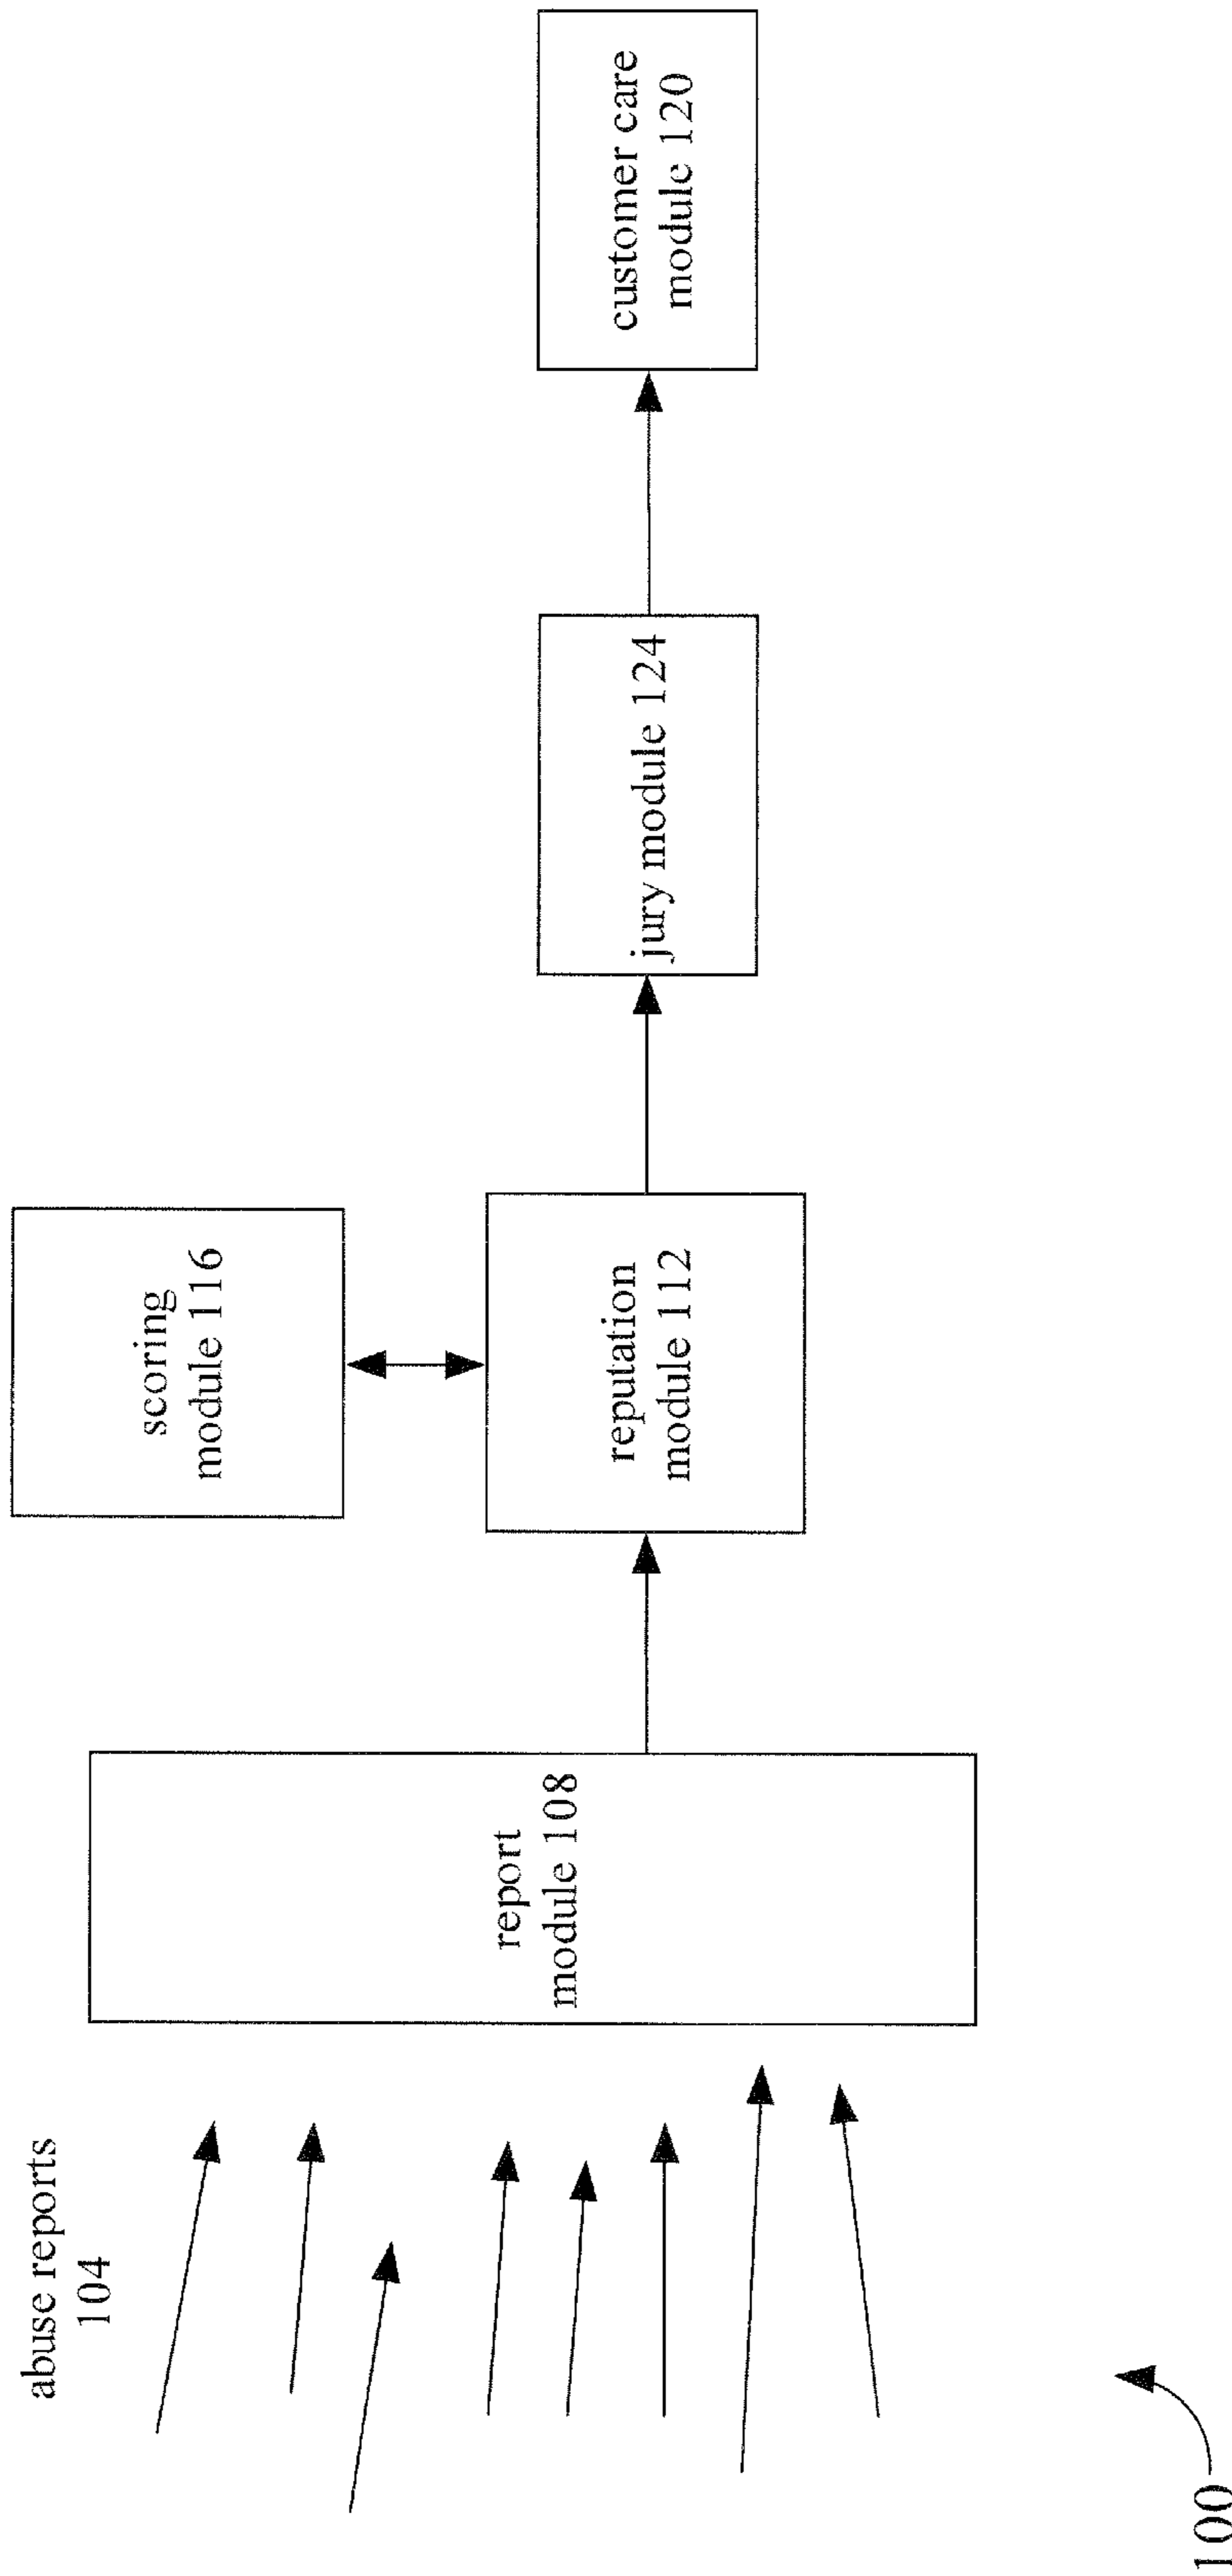 abuse reports
104
report
module 108
scoring
module 116
reputation
module 112
jury module 124
customer care
module 120
100